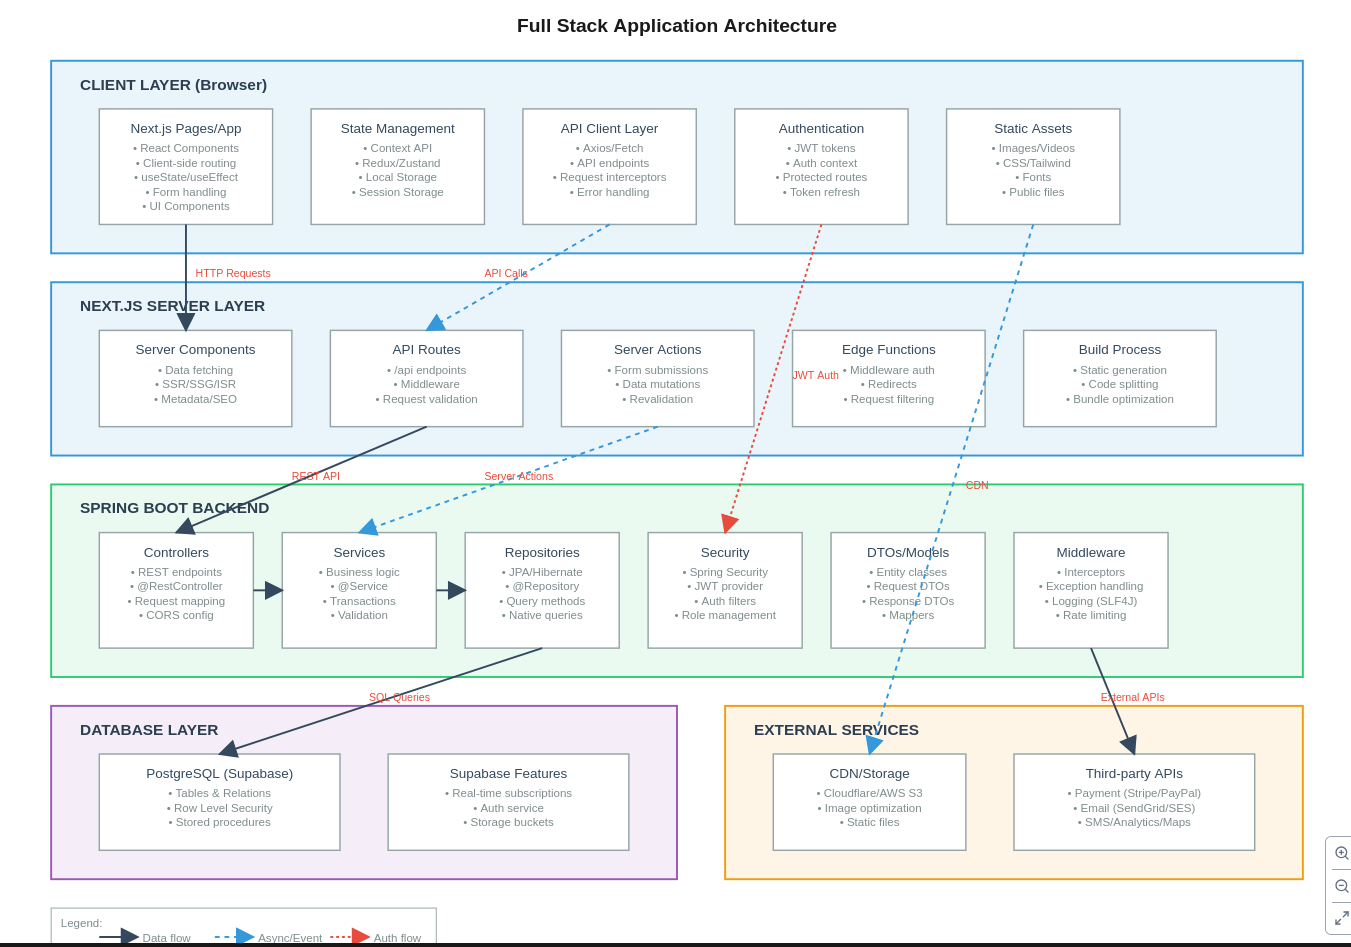 Full Stack Application Architecture
CLIENT LAYER (Browser)
Next.js Pages/App
• React Components
• Client-side routing
• useState/useEffect
• Form handling
• UI Components
State Management
• Context API
• Redux/Zustand
• Local Storage
• Session Storage
API Client Layer
• Axios/Fetch
• API endpoints
• Request interceptors
• Error handling
Authentication
• JWT tokens
• Auth context
• Protected routes
• Token refresh
Static Assets
• Images/Videos
• CSS/Tailwind
• Fonts
• Public files
HTTP Requests
API Calls
NEXT.JS SERVER LAYER
Server Components
• Data fetching
• SSR/SSG/ISR
• Metadata/SEO
API Routes
• /api endpoints
• Middleware
• Request validation
Server Actions
• Form submissions
• Data mutations
• Revalidation
JWT Auth
Edge Functions
• Middleware auth
• Redirects
• Request filtering
Build Process
• Static generation
• Code splitting
• Bundle optimization
REST API
Server Actions
CDN
SPRING BOOT BACKEND
Controllers
• REST endpoints
• @RestController
• Request mapping
• CORS config
Services
• Business logic
• @Service
• Transactions
• Validation
Repositories
• JPA/Hibernate
• @Repository
• Query methods
• Native queries
Security
• Spring Security
• JWT provider
• Auth filters
• Role management
DTOs/Models
• Entity classes
• Request DTOs
• Response DTOs
• Mappers
Middleware
• Interceptors
• Exception handling
• Logging (SLF4J)
• Rate limiting
SQL Queries
External APIs
DATABASE LAYER
PostgreSQL (Supabase)
• Tables & Relations
• Row Level Security
• Stored procedures
Supabase Features
• Real-time subscriptions
• Auth service
• Storage buckets
EXTERNAL SERVICES
CDN/Storage
• Cloudflare/AWS S3
• Image optimization
• Static files
Third-party APIs
• Payment (Stripe/PayPal)
• Email (SendGrid/SES)
• SMS/Analytics/Maps
Legend:
Data flow
Async/Event
Auth flow